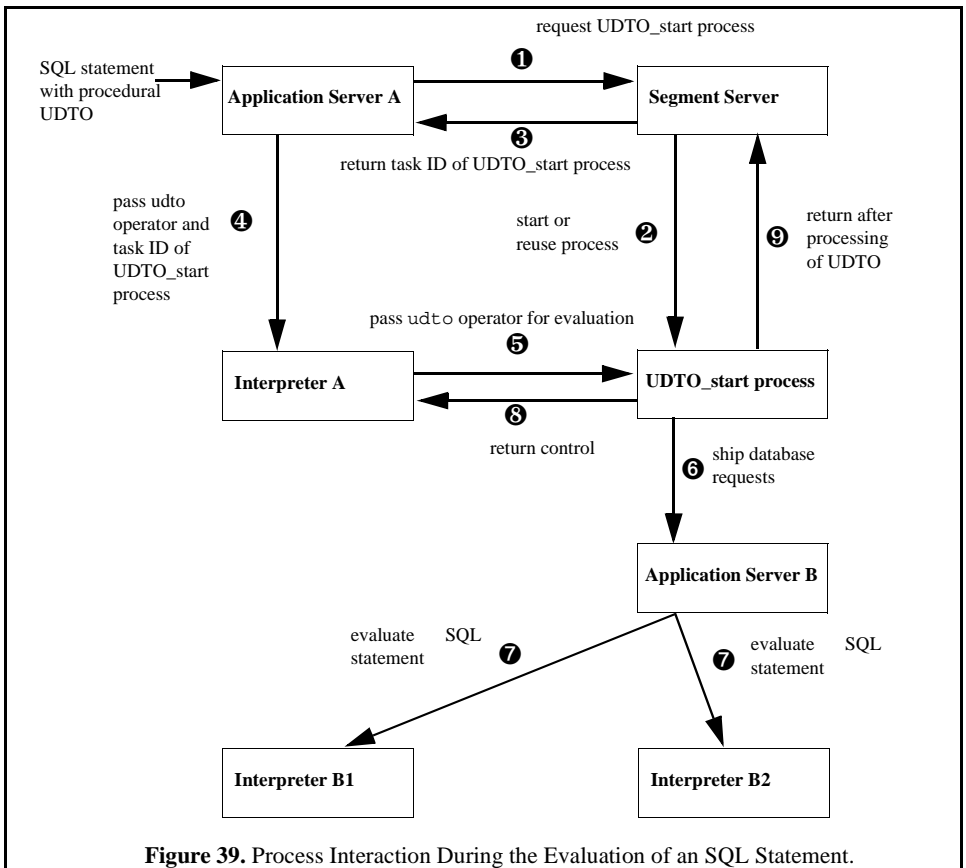 request UDTO_start process
❶
SQL statement
with procedural
UDTO
Application Server A
Segment Server
❸
return task ID of UDTO_start process
pass udto
operator and
task ID of
UDTO_start
process
❹
start or
reuse process
❷
❾
return after
processing
of UDTO
pass udto operator for evaluation
❺
Interpreter A
UDTO_start process
❽
return control
❻
ship database
requests
Application Server B
evaluate SQL
statement
❼
❼
evaluate SQL
statement
Interpreter B1
Interpreter B2
Figure 39. Process Interaction During the Evaluation of an SQL Statement.